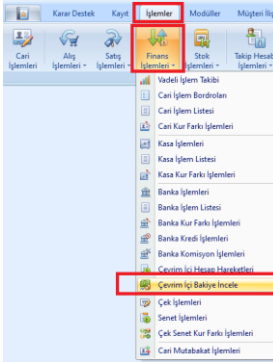 Karar Destek Kayıt İşlemler Modüller Müşteri
Cari İşlemleri
Alış İşlemleri
Satış İşlemleri
Finans İşlemleri
Stok İşlemleri
Takip Hesap İşlemleri
Vadeli İşlem Takibi
Cari İşlem Bordroları
Cari İşlem Listesi
Cari Kur Farkı İşlemleri
Kasa İşlemleri
Kasa İşlem Listesi
Kasa Kur Farkı İşlemleri
Banka İşlemleri
Banka İşlem Listesi
Banka Kur Farkı İşlemleri
Banka Kredi İşlemleri
Banka Komisyon İşlemleri
Çevrim İçi Hesap Hareketleri
Çevrim İçi Bakiye İncele
Çek İşlemleri
Senet İşlemleri
Çek Senet Kur Farkı İşlemleri
Cari Mutabakat İşlemleri